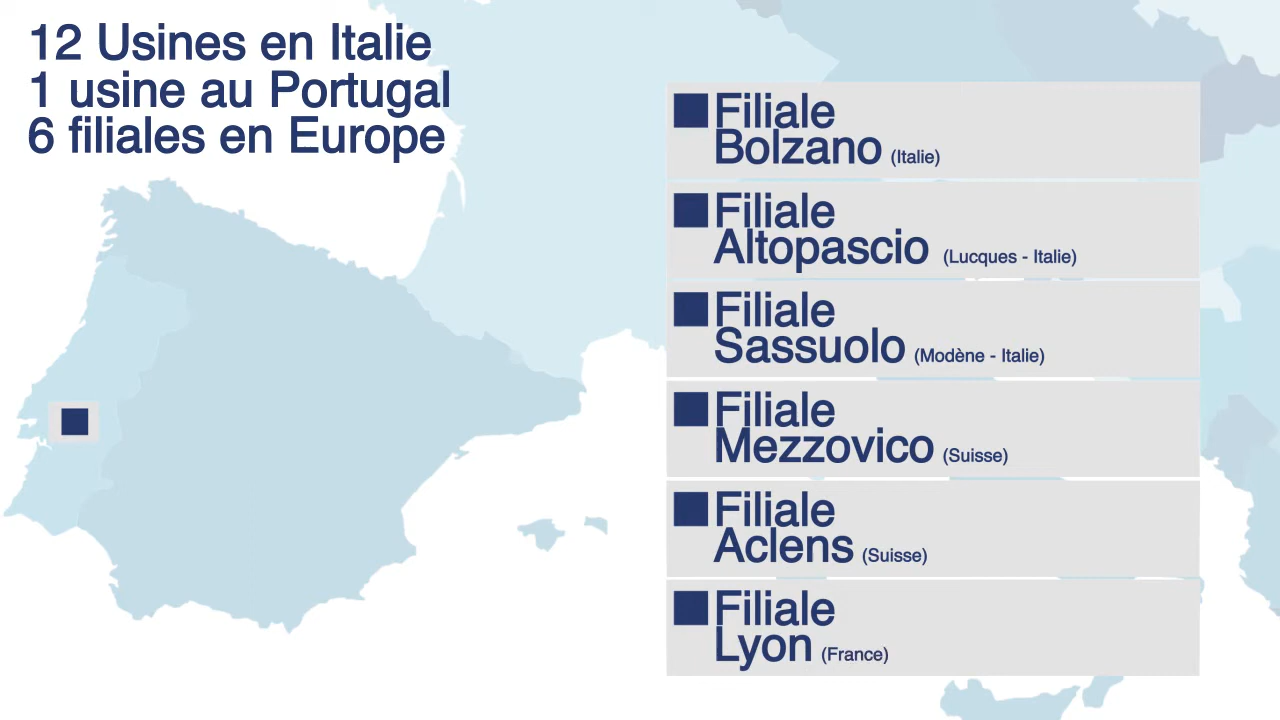 12 Usines en Italie
1 usine au Portugal
6 filiales en Europe
Filiale
Bolzano (Italie)
Filiale
Altopascio (Lucques - Italie)
Filiale
Sassuolo (Modène - Italie)
Filiale
Mezzovico (Suisse)
Filiale
Aclens (Suisse)
Filiale
Lyon (France)